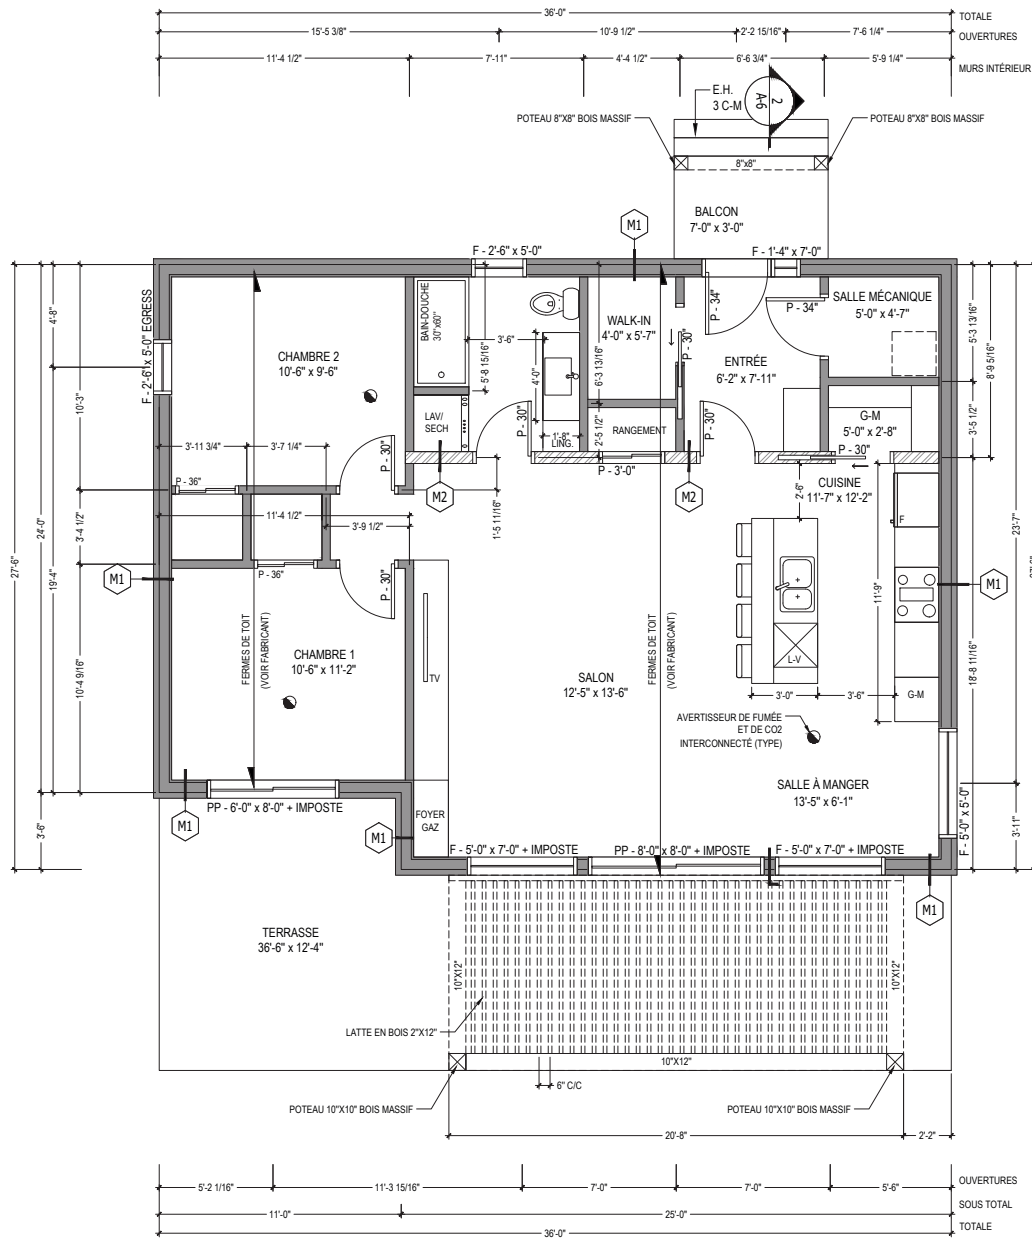 36'-0"
TOTALE
15'-5 3/8"
10'-9 1/2"
2'-2 15/16"
7'-6 1/4"
OUVERTURES
11'-4 1/2"
7'-11"
4'-4 1/2"
6'-6 3/4"
5'-9 1/4"
MURS INTÉRIEUR
E.H.
3 C-M
2
A-6
POTEAU 8"X8" BOIS MASSIF
POTEAU 8"X8" BOIS MASSIF
8"x8"
BALCON
7'-0" x 3'-0"
M1
F - 2'-6" x 5'-0"
F - 1'-4" x 7'-0"
4'-8"
F - 2'-6" x 5'-0" EGRESS
CHAMBRE 2
10'-6" x 9'-6"
BAIN-DOUCHE
30"x60"
3'-6"
5'-8 15/16"
4'-0"
WALK-IN
4'-0" x 5'-7"
6'-3 13/16"
P - 30"
P - 34"
P - 34"
SALLE MÉCANIQUE
5'-0" x 4'-7"
ENTRÉE
6'-2" x 7'-11"
5'-3 13/16"
8'-9 5/16"
10'-3"
LAV/
SECH
P - 30"
1'-8"
LING.
2'-5 1/2"
RANGEMENT
P - 30"
G-M
5'-0" x 2'-8"
P - 30"
3'-5 1/2"
3'-11 3/4"
3'-7 1/4"
P - 30"
P - 3'-0"
M2
M2
CUISINE
11'-7" x 12'-2"
2'-6"
P - 36"
1'-5 11/16"
11'-4 1/2"
3'-9 1/2"
F
3'-4 1/2"
27'-6"
24'-0"
19'-4"
23'-7"
M1
P - 36"
P - 30"
11'-9"
M1
FERMES DE TOIT
(VOIR FABRICANT)
FERMES DE TOIT
(VOIR FABRICANT)
CHAMBRE 1
10'-6" x 11'-2"
10'-4 9/16"
TV
SALON
12'-5" x 13'-6"
L-V
3'-0"
3'-6"
G-M
18'-8 11/16"
AVERTISSEUR DE FUMÉE
ET DE CO2
INTERCONNECTÉ (TYPE)
SALLE À MANGER
13'-5" x 6'-1"
F - 5'-0" x 5'-0"
3'-11"
3'-6"
PP - 6'-0" x 8'-0" + IMPOSTE
M1
M1
FOYER
GAZ
F - 5'-0" x 7'-0" + IMPOSTE
PP - 8'-0" x 8'-0" + IMPOSTE
F - 5'-0" x 7'-0" + IMPOSTE
M1
TERRASSE
36'-6" x 12'-4"
10"X12"
10"X12"
LATTE EN BOIS 2"X12"
10"X12"
6" C/C
POTEAU 10"X10" BOIS MASSIF
POTEAU 10"X10" BOIS MASSIF
20'-8"
2'-2"
5'-2 1/16"
11'-3 15/16"
7'-0"
7'-0"
5'-6"
OUVERTURES
11'-0"
25'-0"
SOUS TOTAL
36'-0"
TOTALE